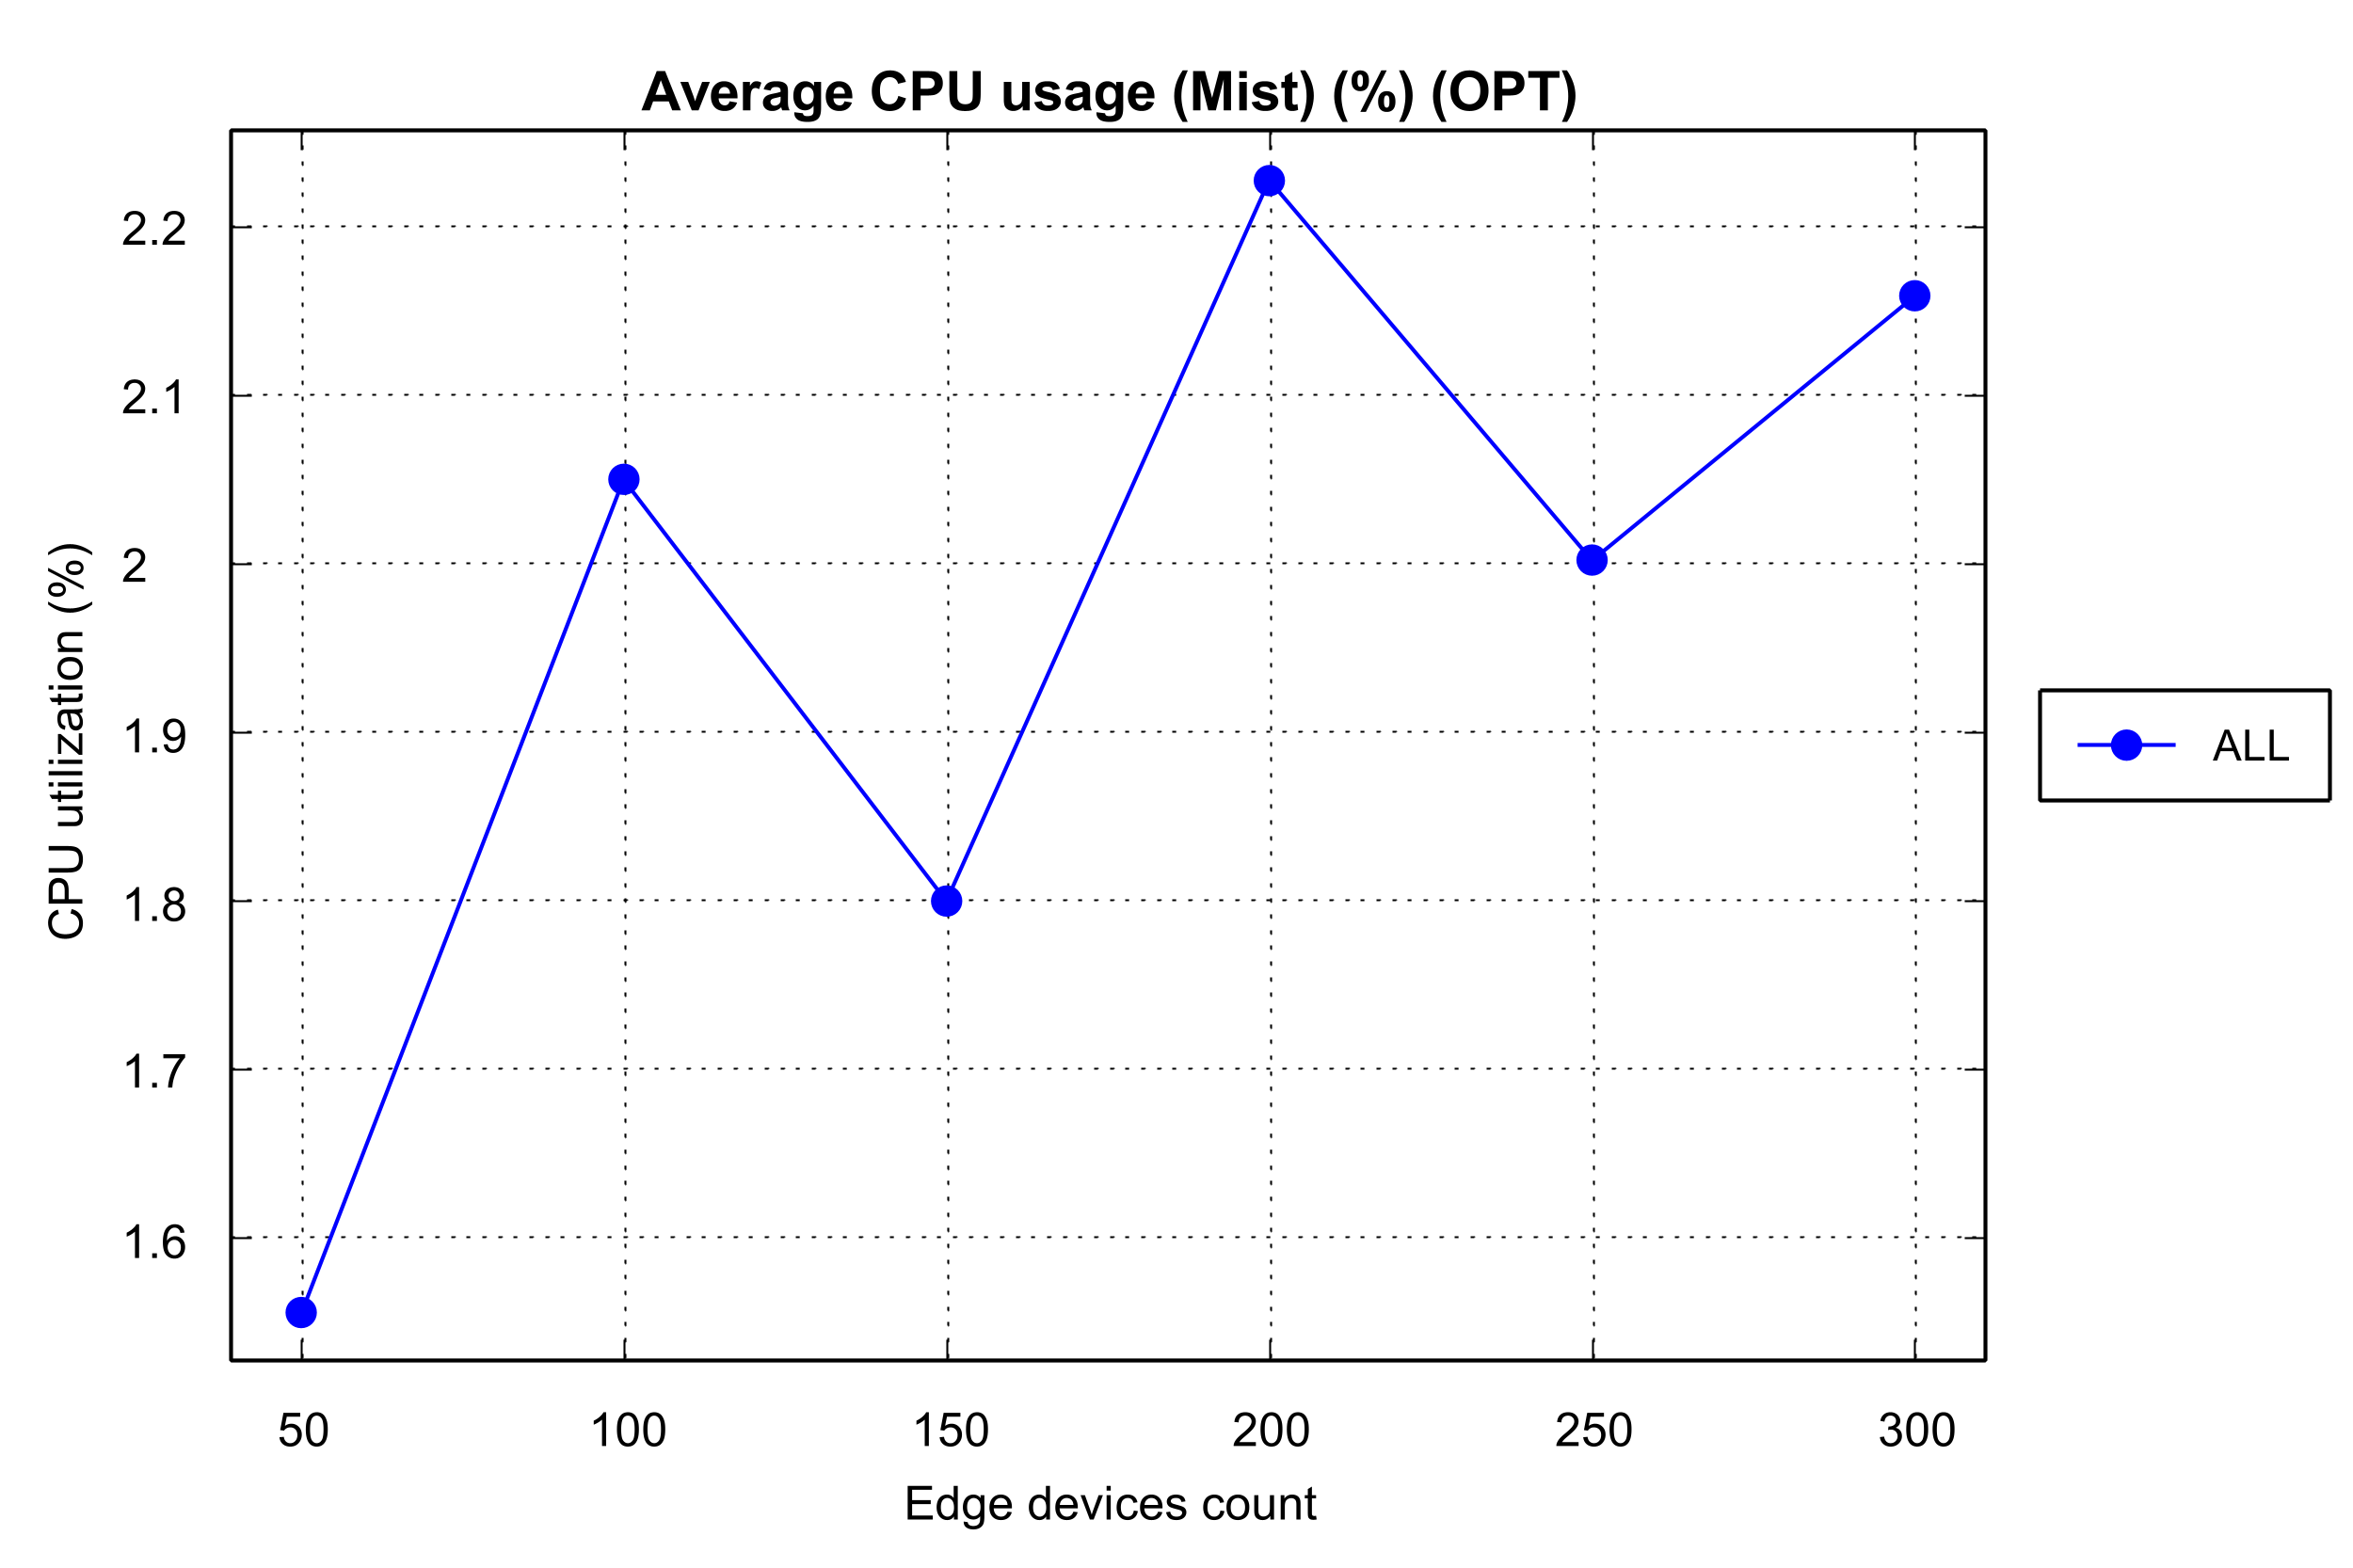 Average CPU usage (Mist) (%) (OPT)
CPU utilization (%)
2.2
2.1
2
1.9
1.8
1.7
1.6
ALL
50 100 150 200 250 300
Edge devices count